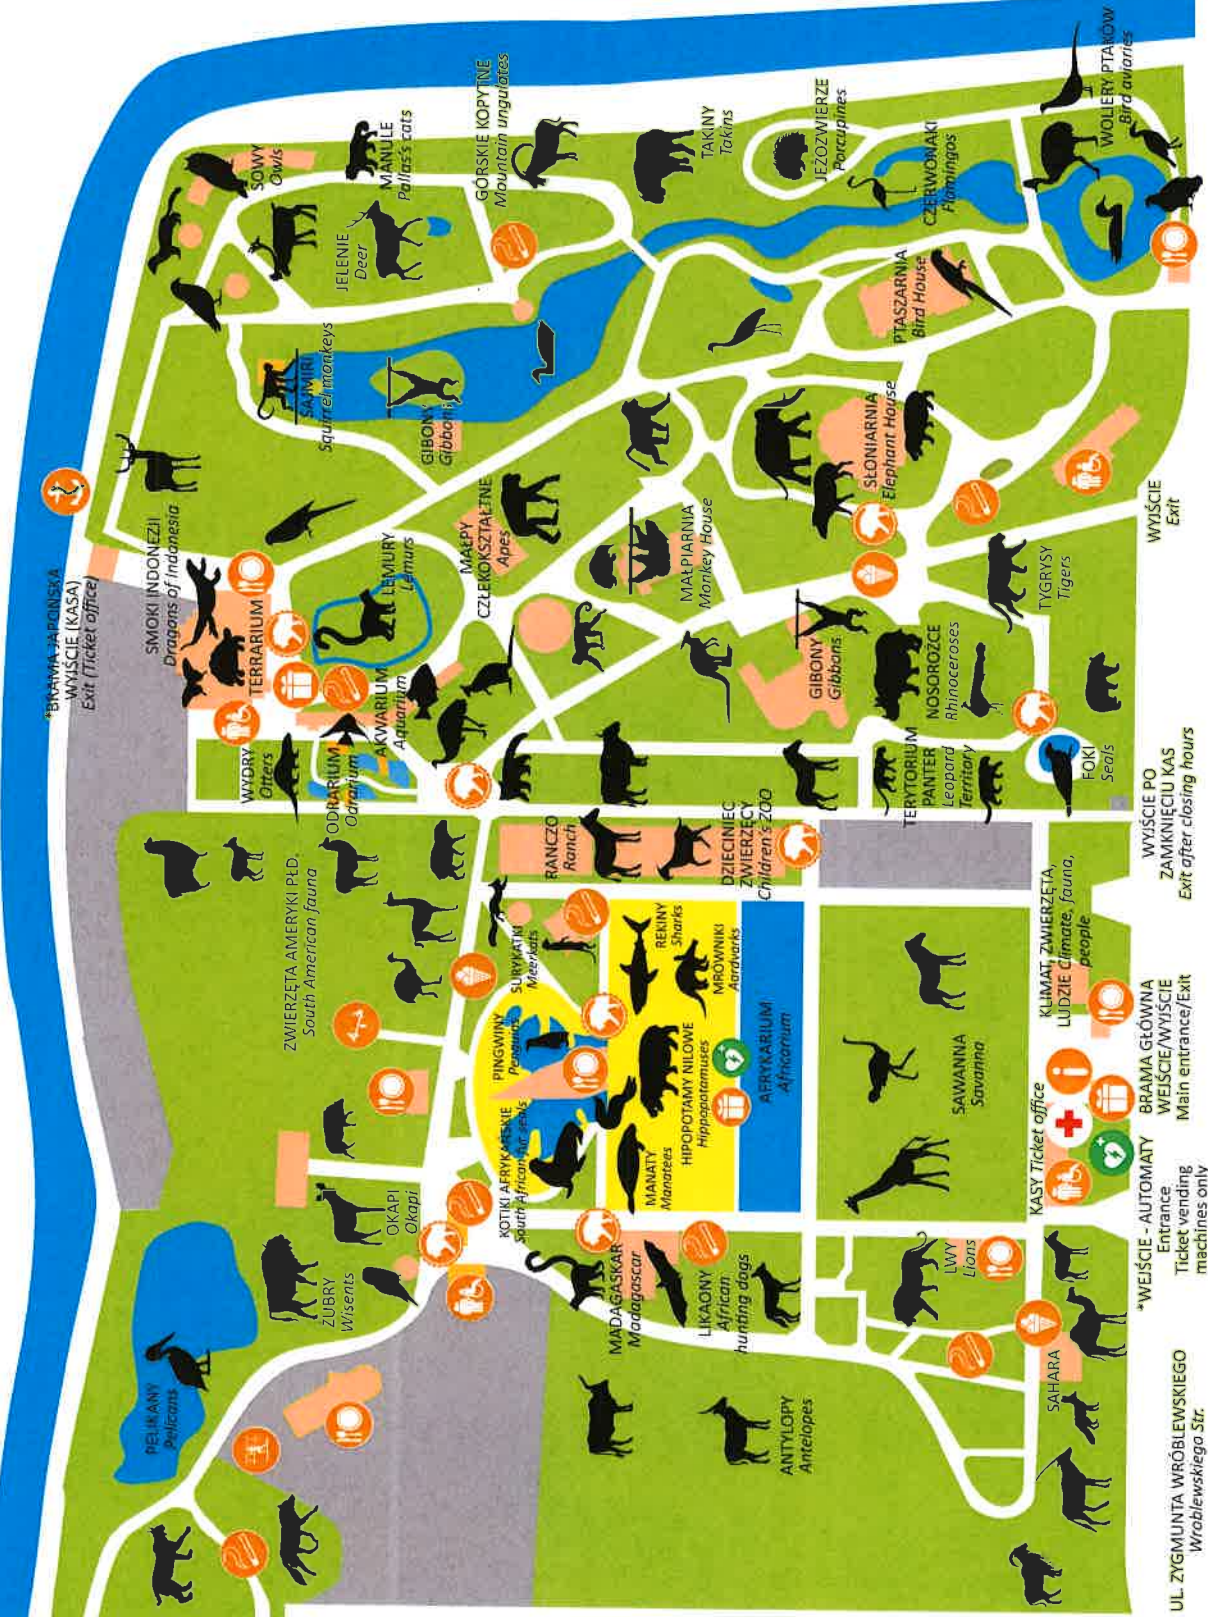 *BRAMA JAPOŃSKA
WYJŚCIE (KASA)
Exit (Ticket office)
PELIKANY
Pelicans
ŻUBRY
Wisents
OKAPI
Okapi
ZWIERZĘTA AMERYKI PŁD.
South American fauna
WYDRY
Otters
ODRARIUM
Odrarium
AKWARIUM
Aquarium
SMOKI INDONEZJI
Dragons of Indonesia
TERRARIUM
LEMURY
Lemurs
SAJMIRI
Squirrel monkeys
GIBONY
Gibbons
SOWY
Owls
JELENIE
Deer
MANULE
Pallas's cats
GÓRSKIE KOPYTNE
Mountain ungulates
MAŁPY
CZŁEKOKSZTAŁTNE
Apes
KOTIKI AFRYKAŃSKIE
South African fur seals
PINGWINY
Penguins
SURYKATKI
Meerkats
RANCZO
Ranch
MADAGASKAR
Madagascar
MANATY
Manatees
HIPOPOTAMY NILOWE
Hippopotamuses
REKINY
Sharks
MRÓWNIKI
Aardvarks
AFRYKARIUM
Africarium
LIKAONY
African
hunting dogs
ANTYLOPY
Antelopes
DZIECINIEC
ZWIERZĘCY
Children's ZOO
MAŁPIARNIA
Monkey House
TAKINY
Takins
JEŻOZWIERZE
Porcupines
GIBONY
Gibbons
SŁONIARNIA
Elephant House
PTASZARNIA
Bird House
CZERWONAKI
Flamingos
TERYTORIUM
PANTER
Leopard
Territory
NOSOROŻCE
Rhinoceroses
TYGRYSY
Tigers
FOKI
Seals
WOLIERY PTAKÓW
Bird aviaries
LWY
Lions
SAWANNA
Savanna
SAHARA
KASY Ticket office
KLIMAT, ZWIERZĘTA,
LUDZIE Climate, fauna,
people
UL. ZYGMUNTA WRÓBLEWSKIEGO
Wroblewskiego Str.
*WEJŚCIE - AUTOMATY
Entrance
Ticket vending
machines only
BRAMA GŁÓWNA
WEJŚCIE/WYJŚCIE
Main entrance/Exit
WYJŚCIE PO
ZAMKNIĘCIU KAS
Exit after closing hours
WYJŚCIE
Exit